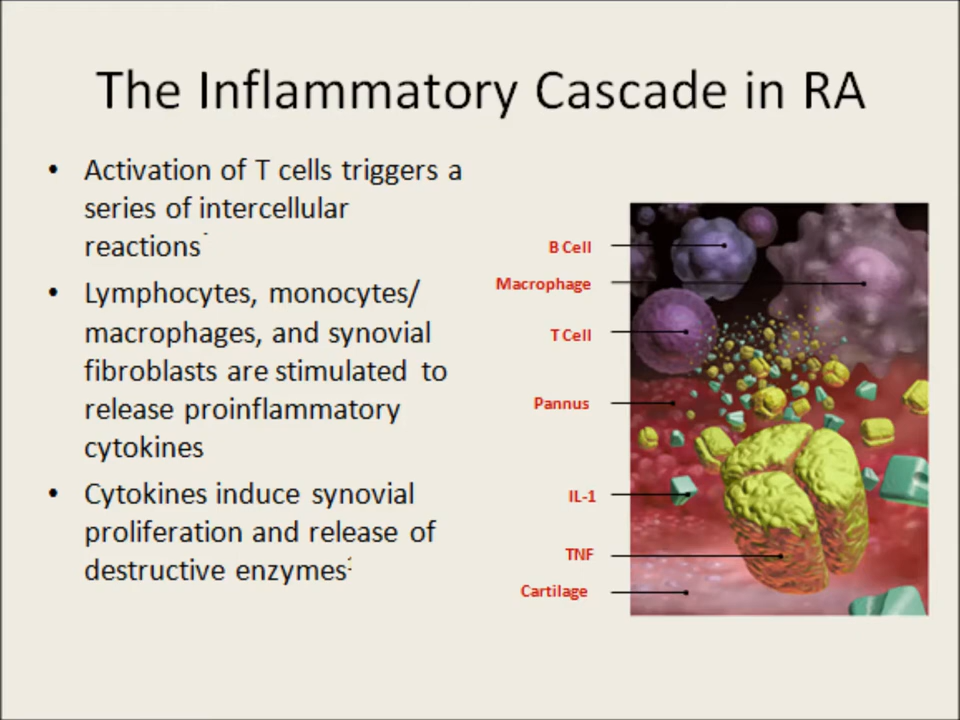 The Inflammatory Cascade in RA
• Activation of T cells triggers a
series of intercellular
reactions
• Lymphocytes, monocytes/
macrophages, and synovial
fibroblasts are stimulated to
release proinflammatory
cytokines
• Cytokines induce synovial
proliferation and release of
destructive enzymes
B Cell
Macrophage
T Cell
Pannus
IL-1
TNF
Cartilage